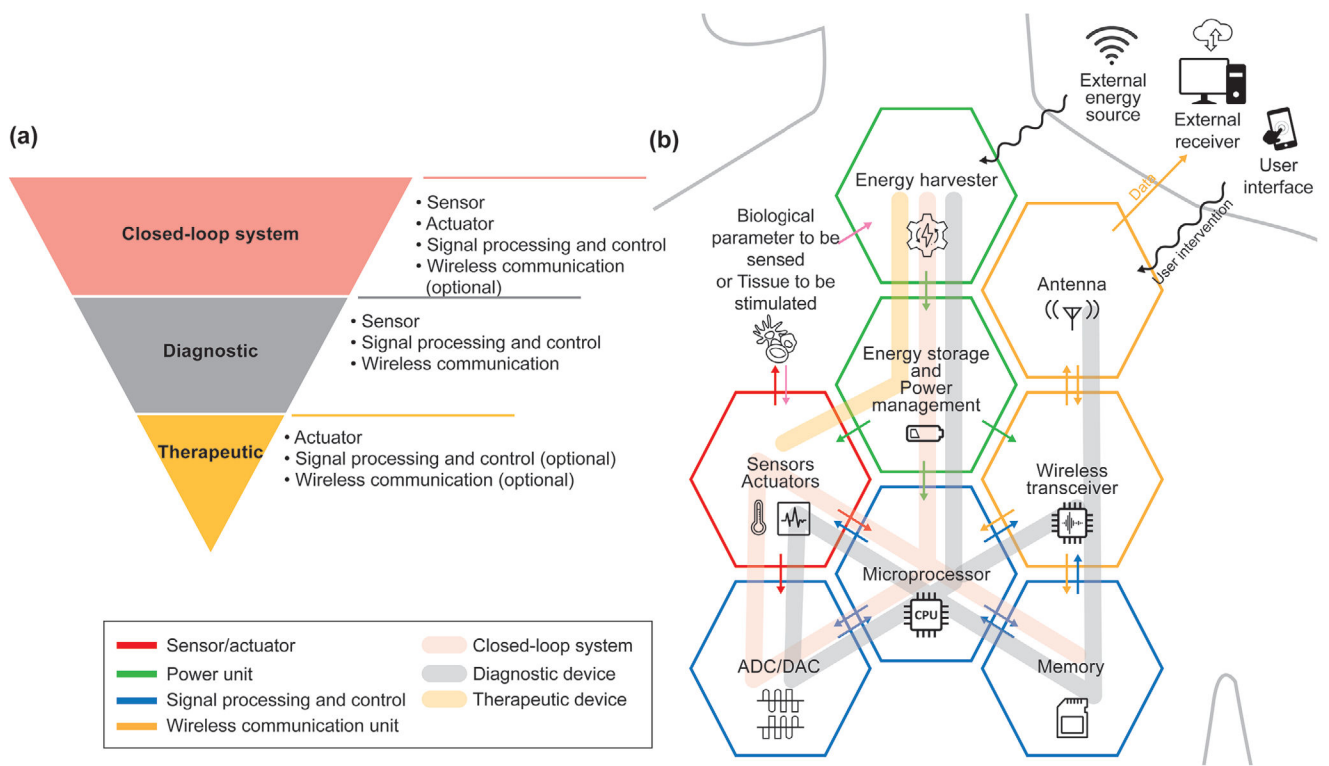 (a)
Closed-loop system
• Sensor
• Actuator
• Signal processing and control
• Wireless communication
(optional)
Diagnostic
• Sensor
• Signal processing and control
• Wireless communication
Therapeutic
• Actuator
• Signal processing and control (optional)
• Wireless communication (optional)
Sensor/actuator
Power unit
Signal processing and control
Wireless communication unit
Closed-loop system
Diagnostic device
Therapeutic device
(b)
External
energy
source
External
receiver
User
interface
Data
User intervention
Energy harvester
Biological
parameter to be
sensed
or Tissue to be
stimulated
Antenna
Energy storage
and
Power
management
Sensors
Actuators
Wireless
transceiver
Microprocessor
CPU
ADC/DAC
Memory